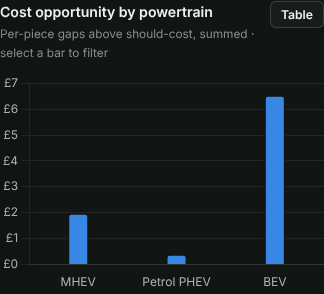 Cost opportunity by powertrain
Table
Per-piece gaps above should-cost, summed ·
select a bar to filter
£7
£6
£5
£4
£3
£2
£1
£0
MHEV Petrol PHEV BEV